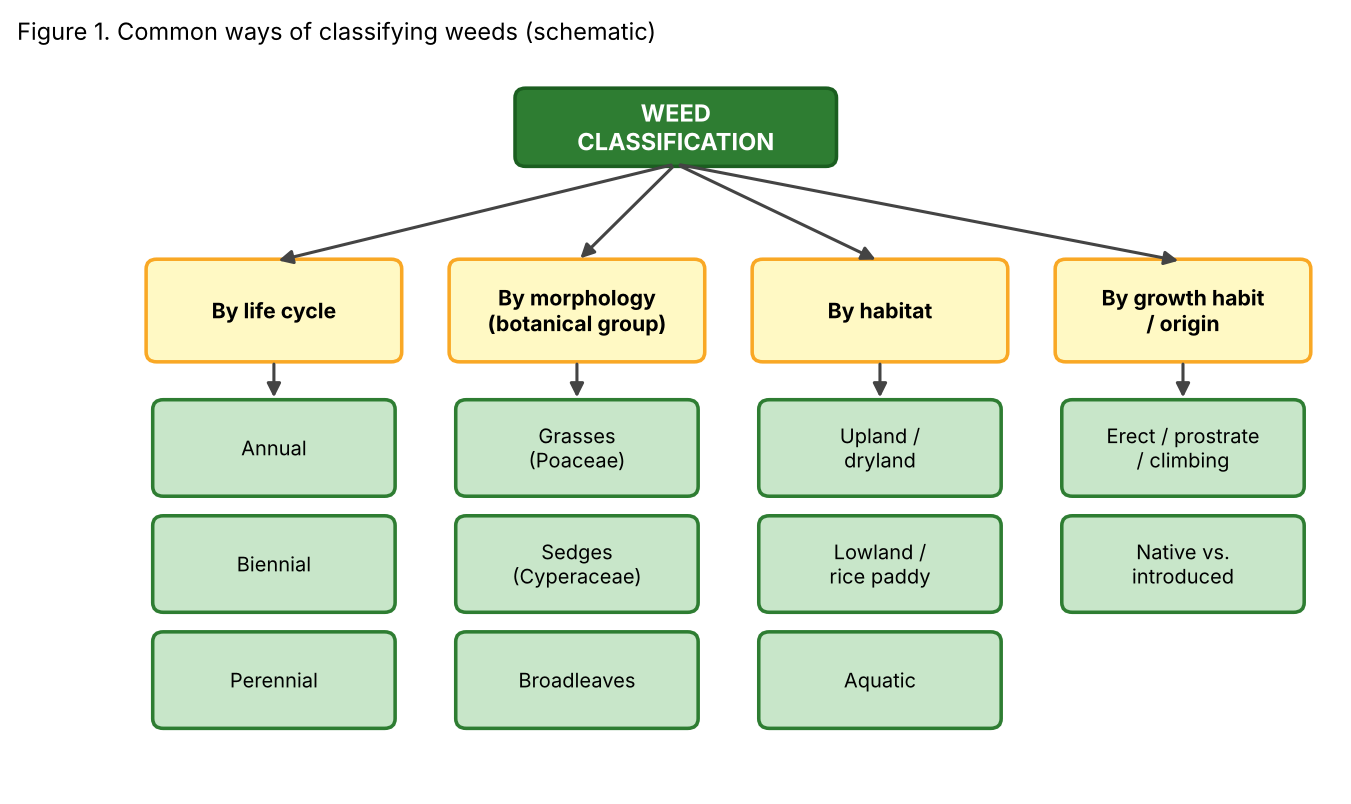 Figure 1. Common ways of classifying weeds (schematic)
WEED
CLASSIFICATION
By life cycle
By morphology
(botanical group)
By habitat
By growth habit
/ origin
Annual
Grasses
(Poaceae)
Upland /
dryland
Erect / prostrate
/ climbing
Biennial
Sedges
(Cyperaceae)
Lowland /
rice paddy
Native vs.
introduced
Perennial
Broadleaves
Aquatic